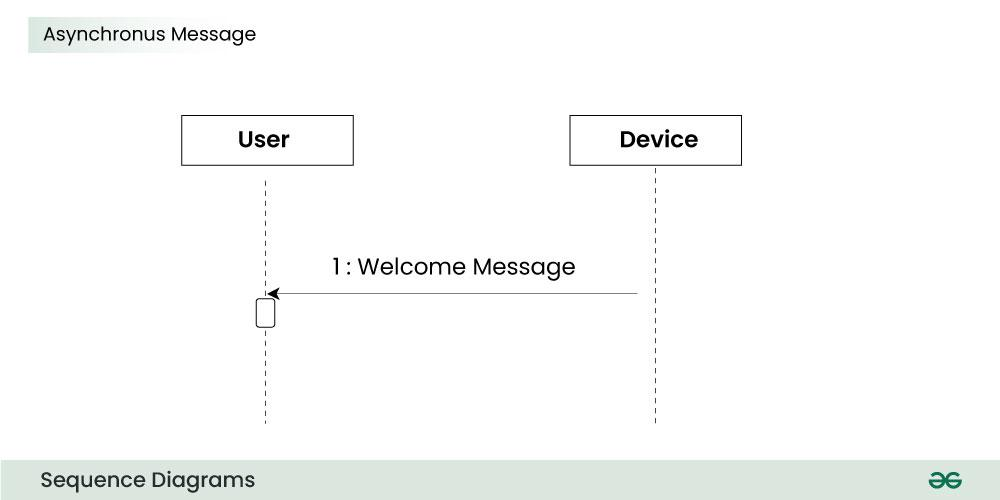 Asynchronus Message
User
Device
1 : Welcome Message
Sequence Diagrams